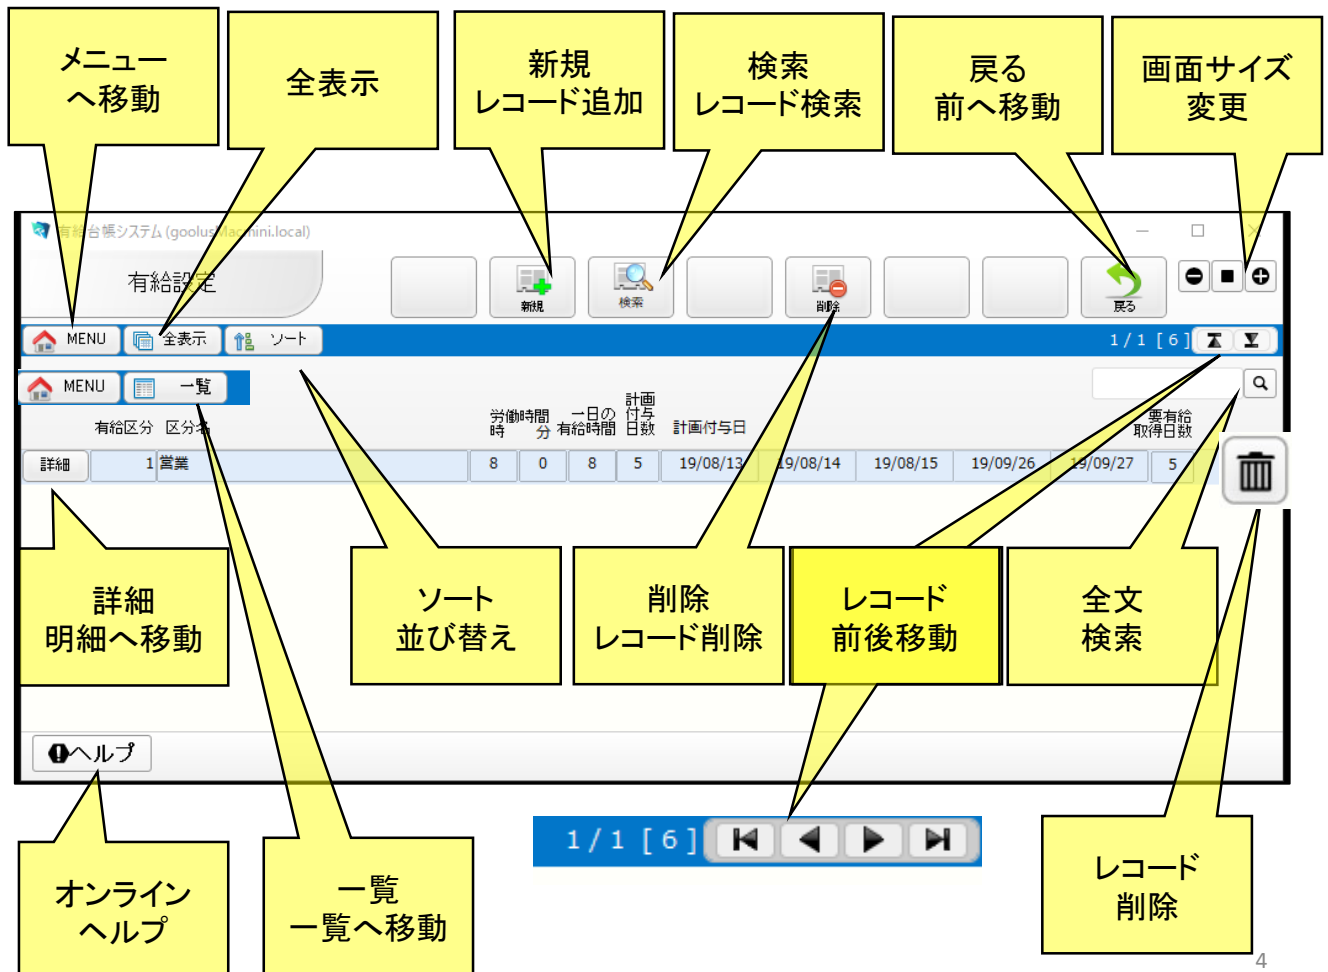 メニュー
へ移動
全表示
新規
レコード追加
検索
レコード検索
戻る
前へ移動
画面サイズ
変更
有給台帳システム (goolusMacmini.local)
有給設定
新規
検索
削除
戻る
MENU
全表示
ソート
1 / 1 [ 6 ]
MENU
一覧
有給区分
区分名
労働時間
時 分
一日の
有給時間
計画
付与
日数
計画付与日
要有給
取得日数
詳細
1
営業
8
0
8
5
19/08/13
19/08/14
19/08/15
19/09/26
19/09/27
5
詳細
明細へ移動
ソート
並び替え
削除
レコード削除
レコード
前後移動
全文
検索
ヘルプ
1 / 1 [ 6 ]
オンライン
ヘルプ
一覧
一覧へ移動
レコード
削除
4